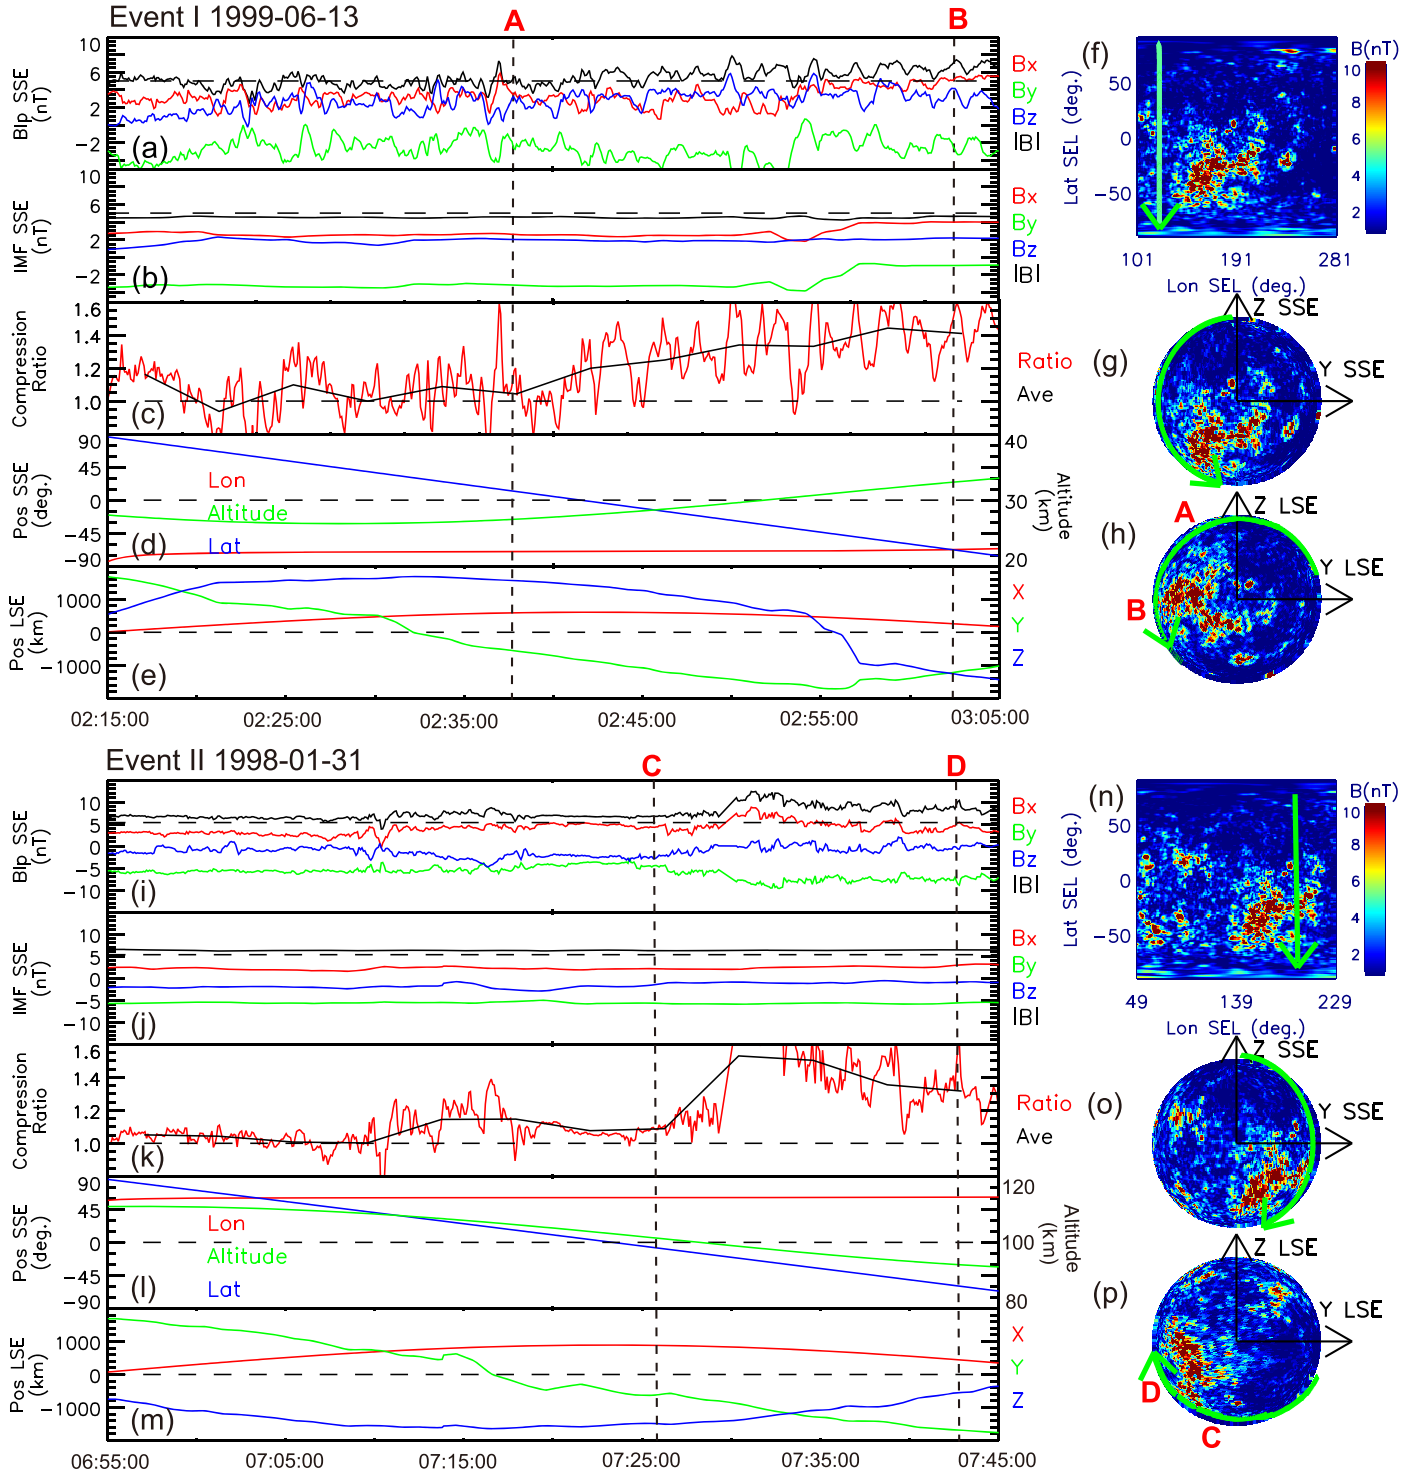 Event I 1999-06-13
A
B
Blp SSE
(nT)
10
6
2
−2
(a)
Bx
By
Bz
|B|
IMF SSE
(nT)
10
6
2
−2
(b)
Bx
By
Bz
|B|
Compression
Ratio
1.6
1.4
1.2
1.0
(c)
Ratio
Ave
Pos SSE
(deg.)
90
45
0
−45
−90
Lon
Altitude
Lat
(d)
40
30
20
Altitude
(km)
Pos LSE
(km)
1000
0
−1000
(e)
X
Y
Z
02:15:00 02:25:00 02:35:00 02:45:00 02:55:00 03:05:00
(f)
Lat SEL (deg.)
50
0
−50
101 191 281
Lon SEL (deg.)
B(nT)
10
8
6
4
2
(g)
Z SSE
Y SSE
(h)
Z LSE
Y LSE
A
B
Event II 1998-01-31
C
D
Blp SSE
(nT)
10
5
0
−5
−10
(i)
Bx
By
Bz
|B|
IMF SSE
(nT)
10
5
0
−5
−10
(j)
Bx
By
Bz
|B|
Compression
Ratio
1.6
1.4
1.2
1.0
(k)
Ratio
Ave
Pos SSE
(deg.)
90
45
0
−45
−90
Lon
Altitude
Lat
(l)
120
100
80
Altitude
(km)
Pos LSE
(km)
1000
0
−1000
(m)
X
Y
Z
06:55:00 07:05:00 07:15:00 07:25:00 07:35:00 07:45:00
(n)
Lat SEL (deg.)
50
0
−50
49 139 229
Lon SEL (deg.)
B(nT)
10
8
6
4
2
(o)
Z SSE
Y SSE
(p)
Z LSE
Y LSE
D
C